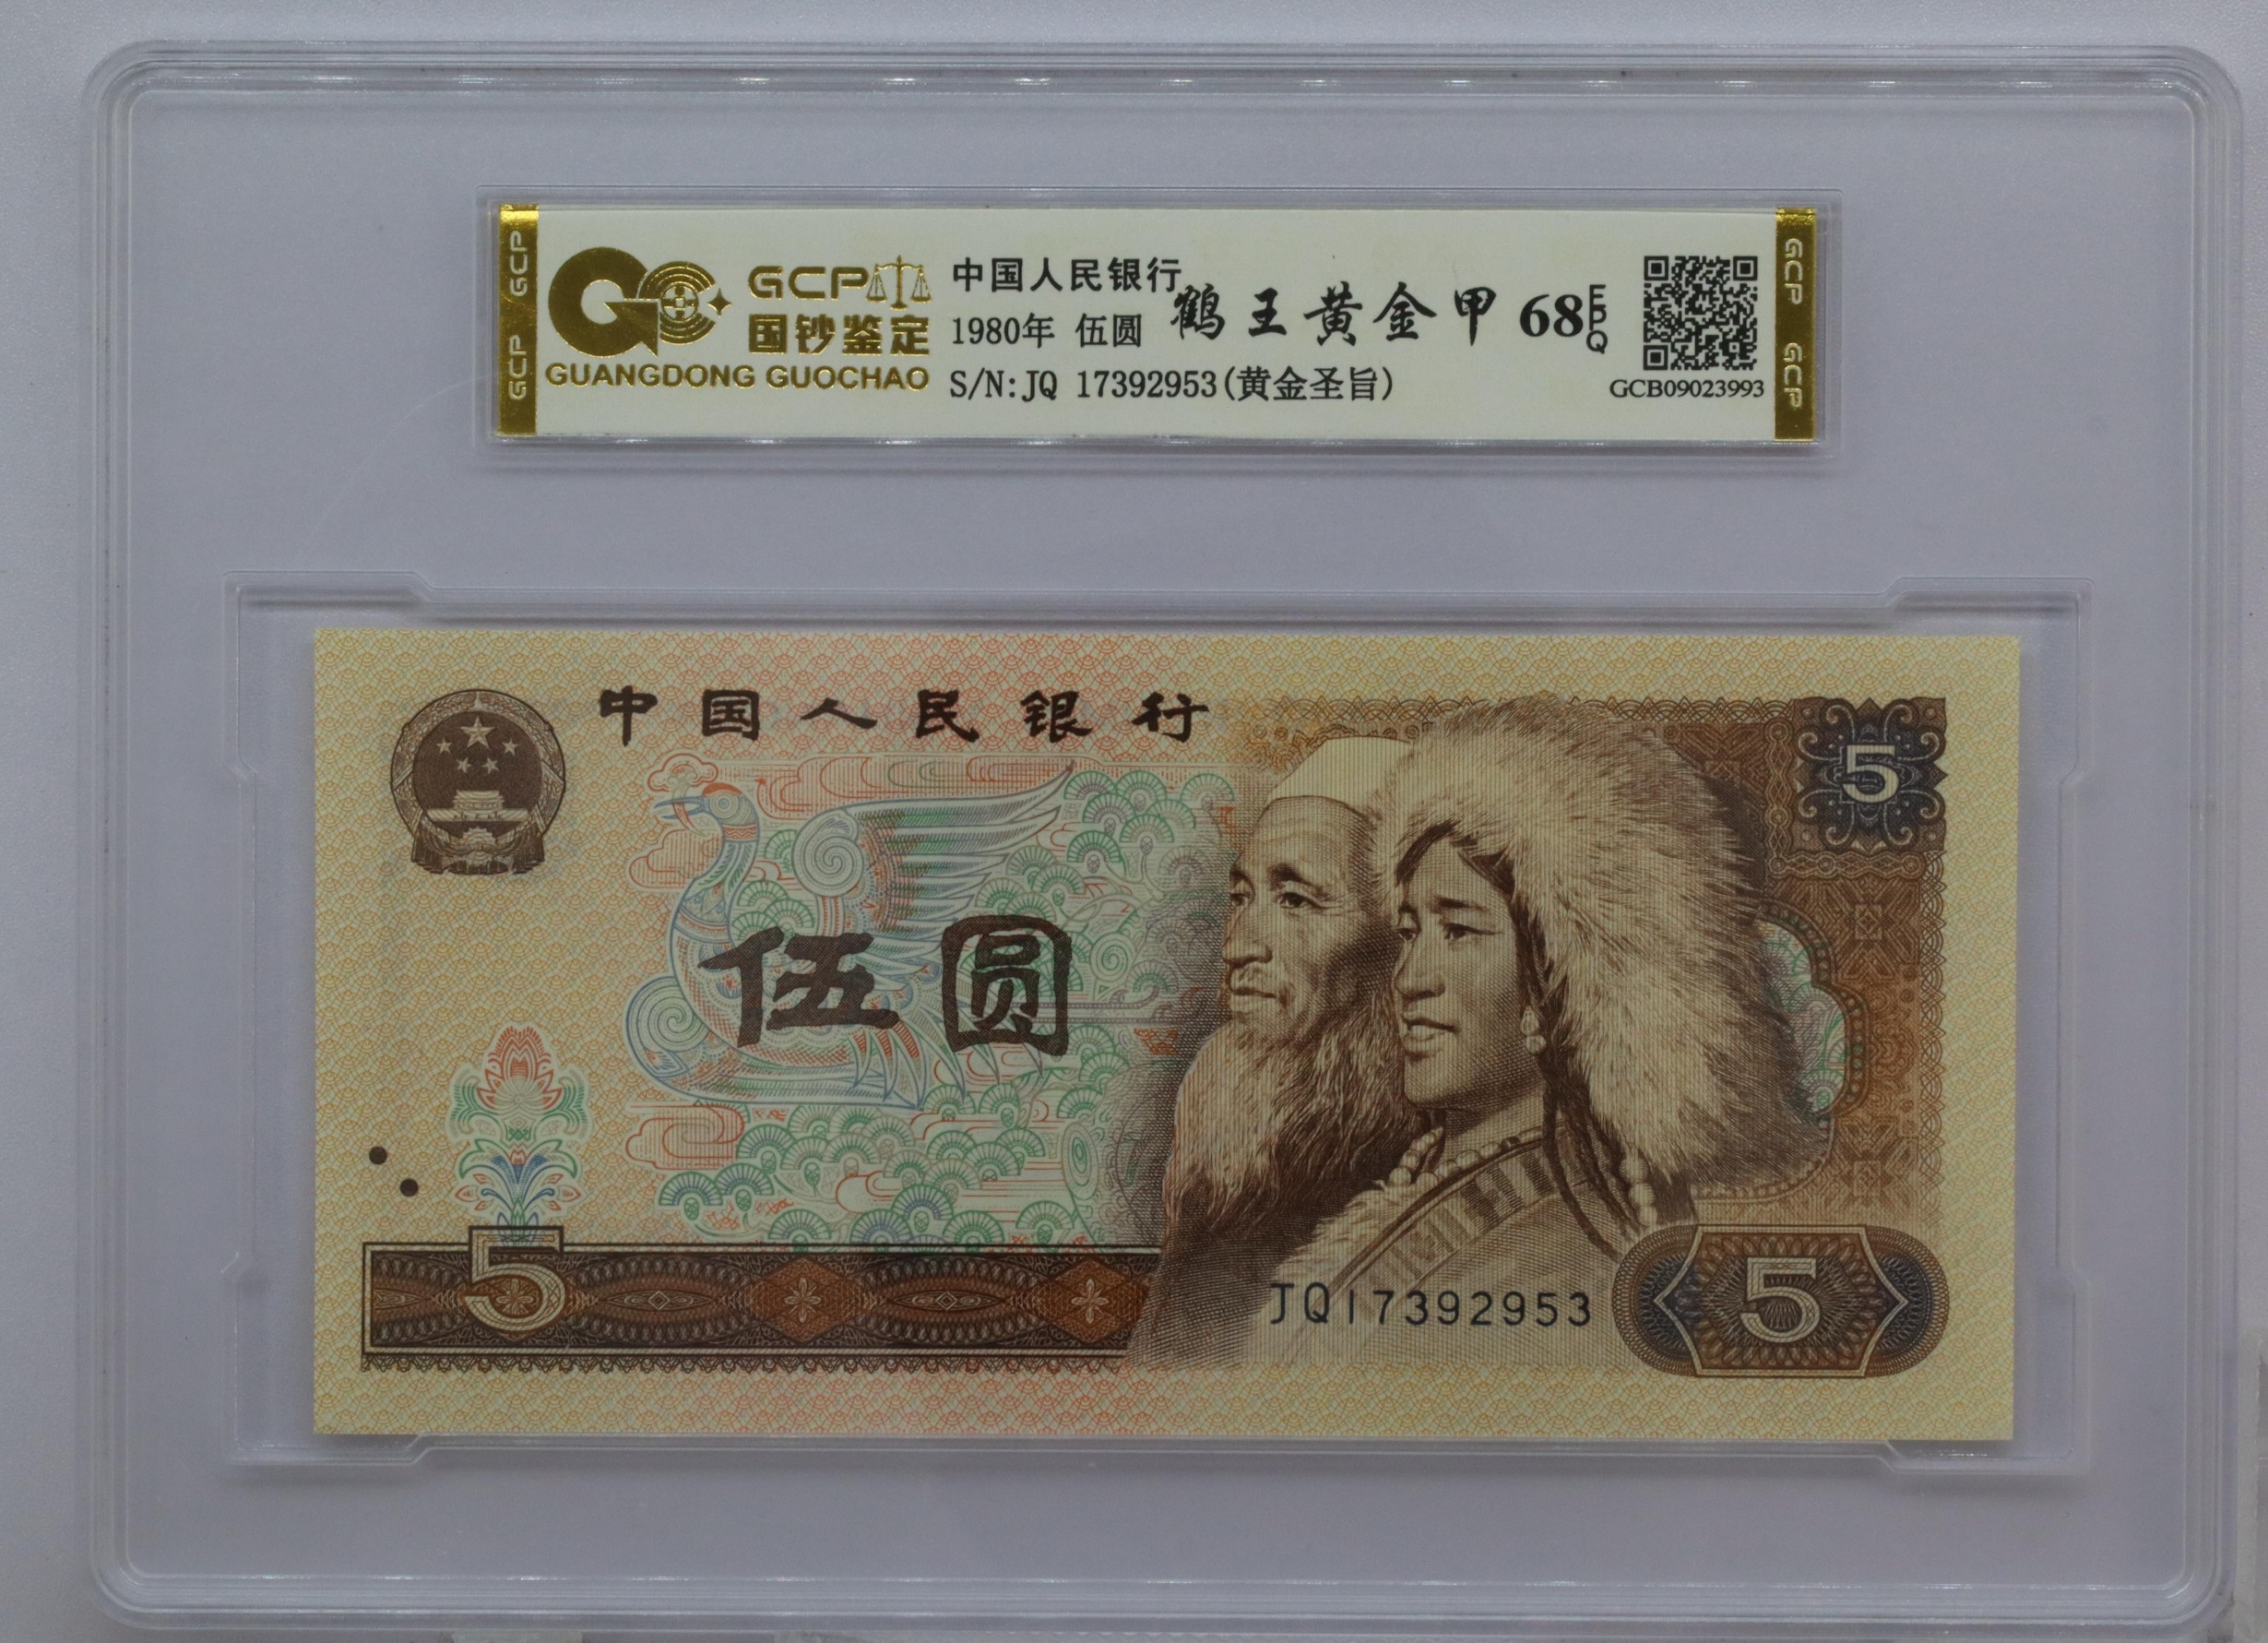 GCP
GCP
GCP
国钞鉴定
GUANGDONG GUOCHAO
中国人民银行
1980年 伍圆
S/N:JQ 17392953(黄金圣旨)
鹤王黄金甲 68EPQ
GCB09023993
GCP
GCP
中国人民银行
5
伍圆
5
JQ17392953
5